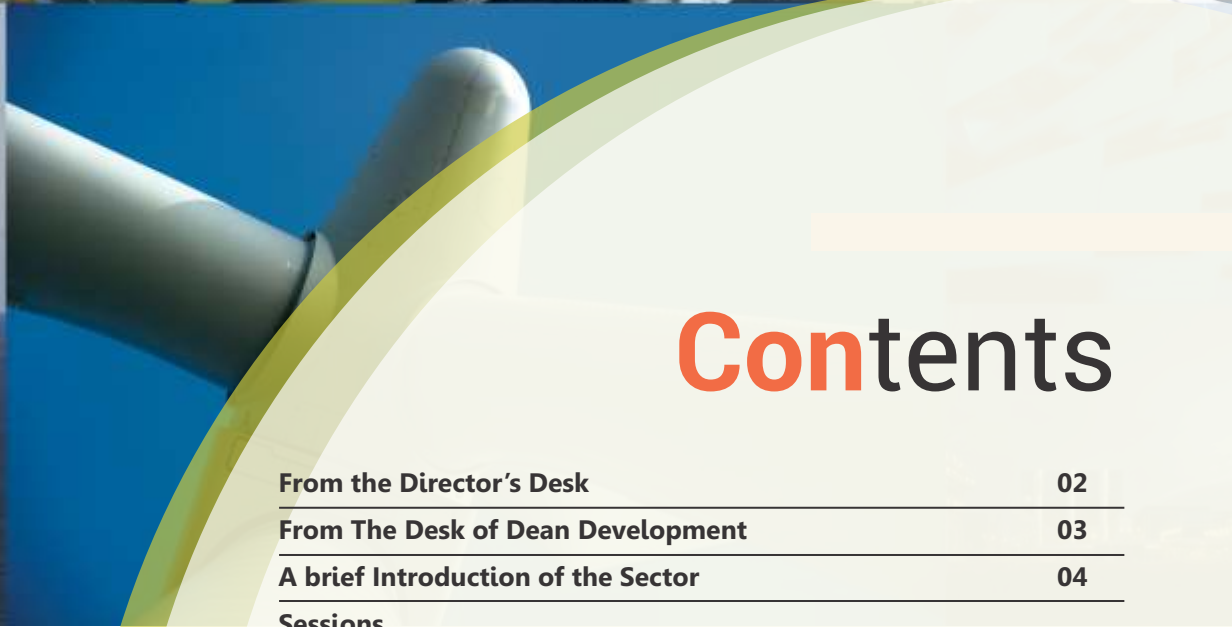 Contents
From the Director’s Desk 02
From The Desk of Dean Development 03
A brief Introduction of the Sector 04
Sessions